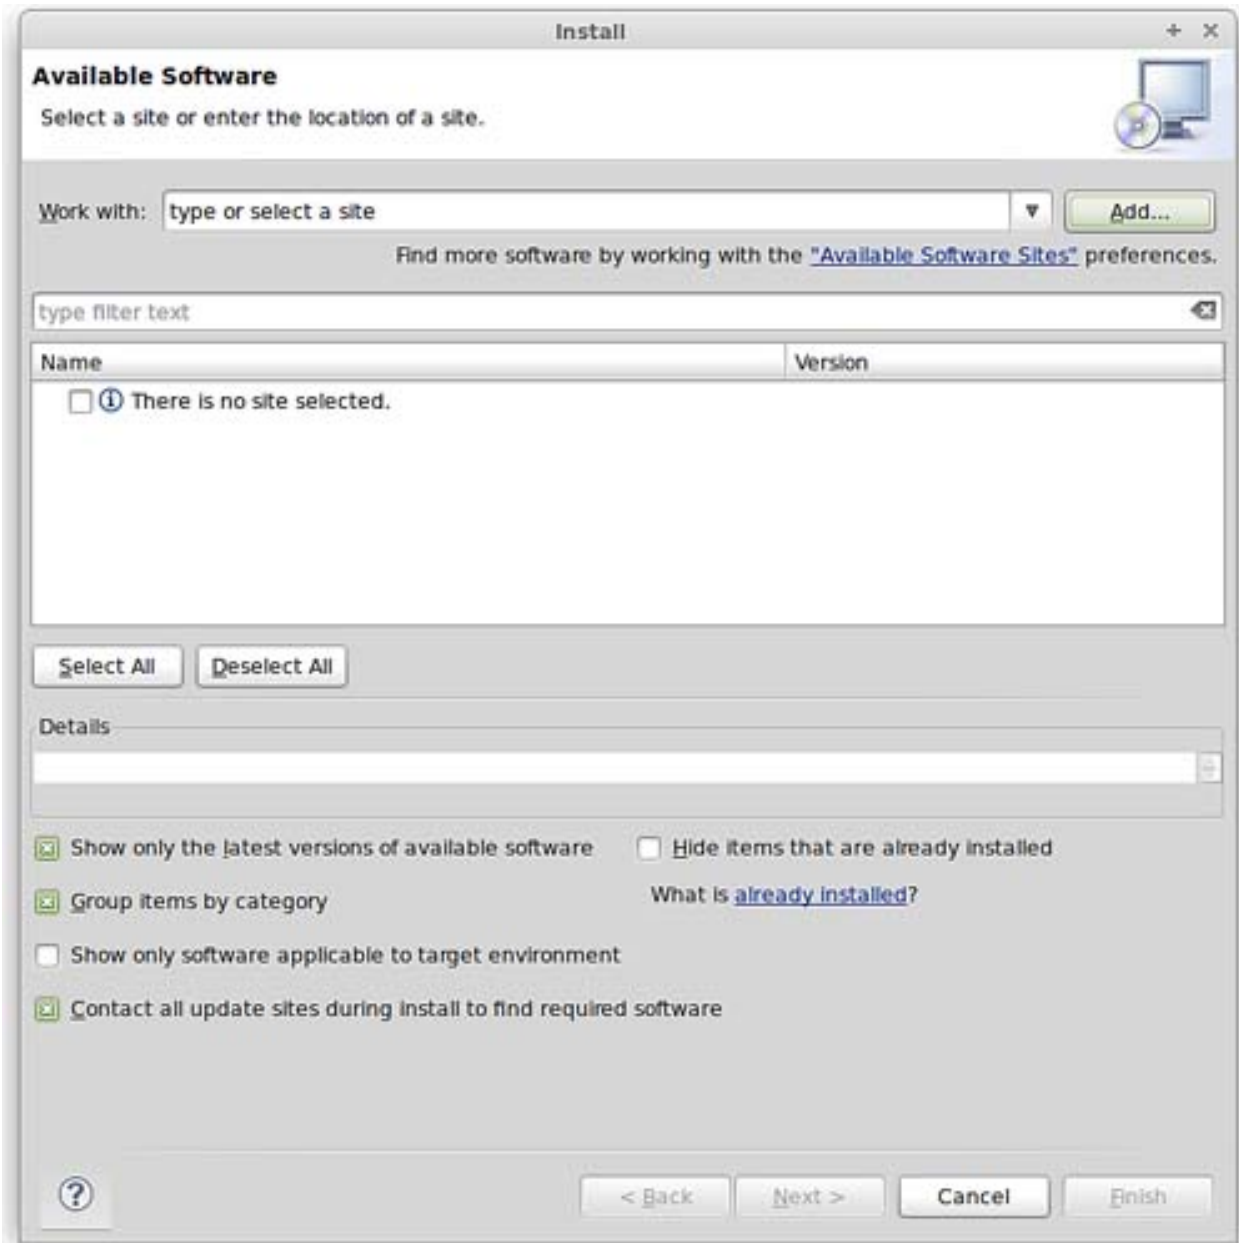 Install
Available Software
Select a site or enter the location of a site.
Work with: type or select a site Add...
Find more software by working with the "Available Software Sites" preferences.
type filter text
Name Version
There is no site selected.
Select All Deselect All
Details
Show only the latest versions of available software Hide items that are already installed
Group items by category What is already installed?
Show only software applicable to target environment
Contact all update sites during install to find required software
? < Back Next > Cancel Finish